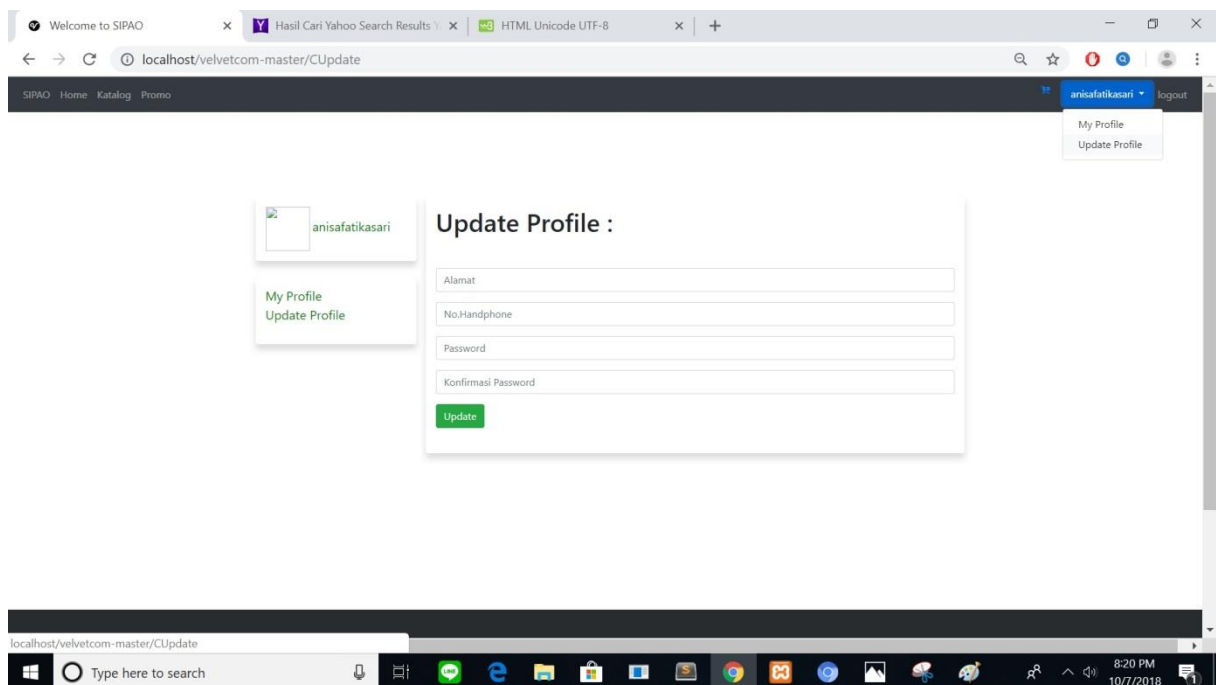 Welcome to SIPAO
Hasil Cari Yahoo Search Results Y
HTML Unicode UTF-8
localhost/velvetcom-master/CUpdate
SIPAO Home Katalog Promo
anisafatikasari
logout
My Profile
Update Profile
anisafatikasari
My Profile
Update Profile
Update Profile :
Alamat
No.Handphone
Password
Konfirmasi Password
Update
localhost/velvetcom-master/CUpdate
Type here to search
LINE
8:20 PM
10/7/2018
1